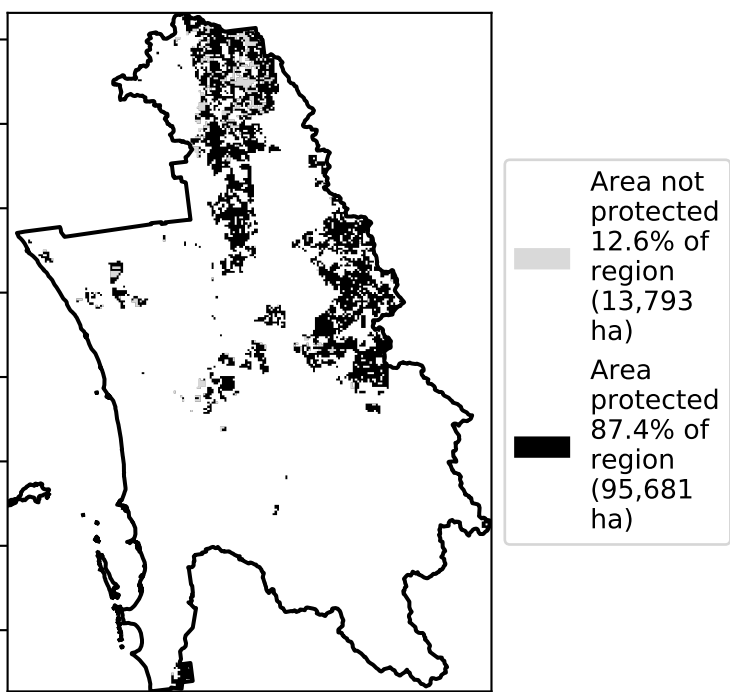 Area not
protected
12.6% of
region
(13,793
ha)
Area
protected
87.4% of
region
(95,681
ha)